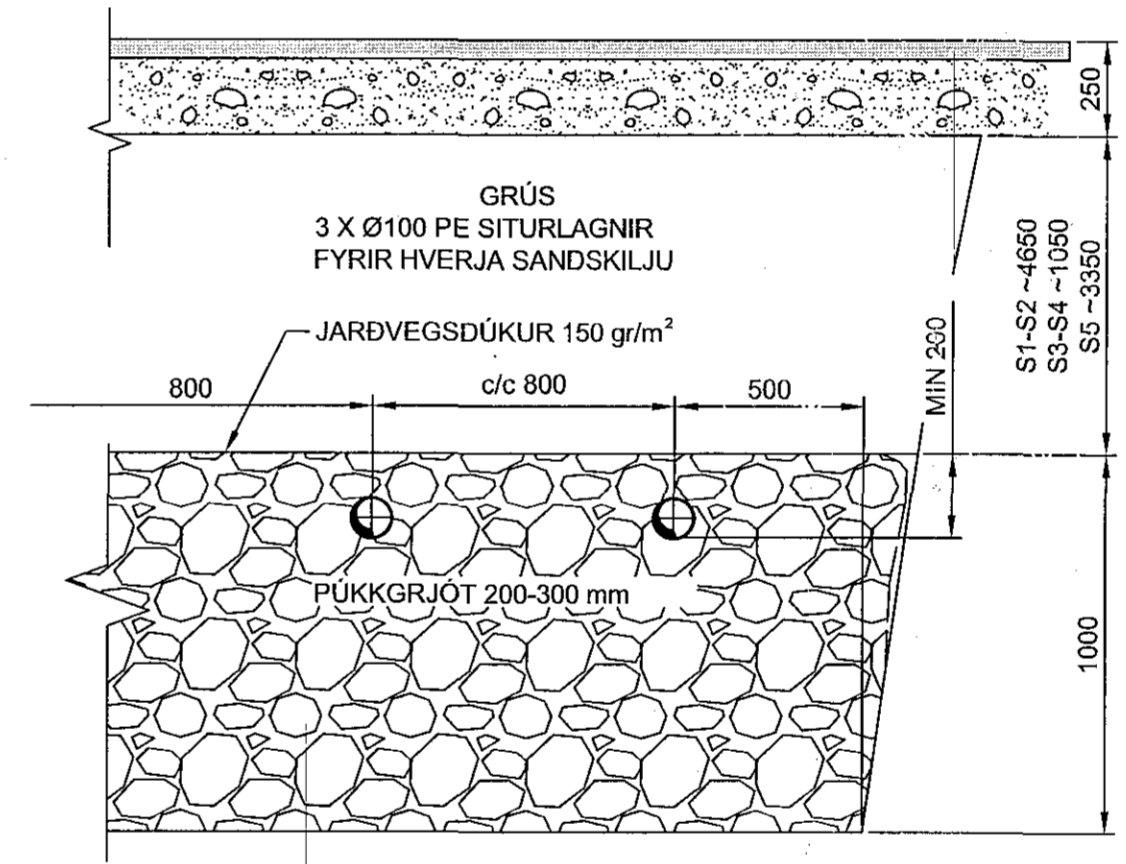 250
GRÚS
3 X Ø100 PE SITURLAGNIR
FYRIR HVERJA SANDSKILJU
JARÐVEGSDÚKUR 150 gr/m²
800
c/c 800
500
MIN 200
S1-S2 ~4650
S3-S4 ~1050
S5 ~3350
PÚKKGRJÓT 200-300 mm
1000